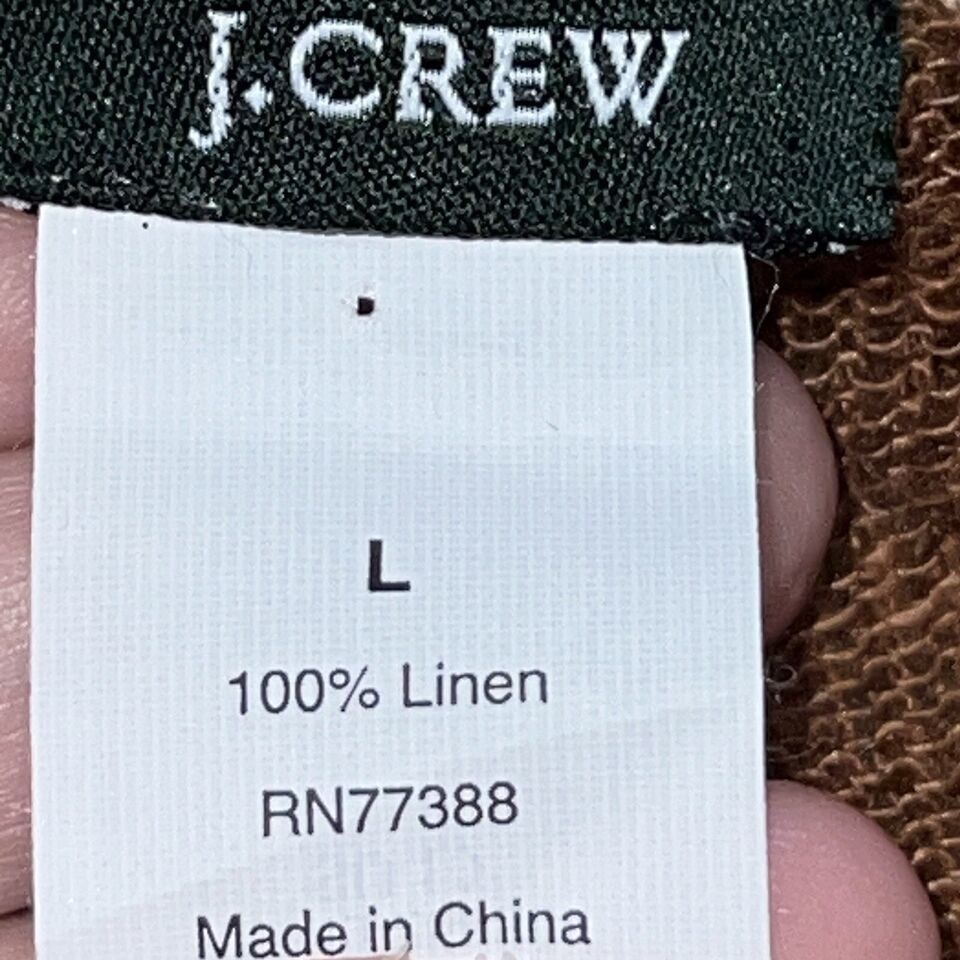 J.CREW
L
100% Linen
RN77388
Made in China